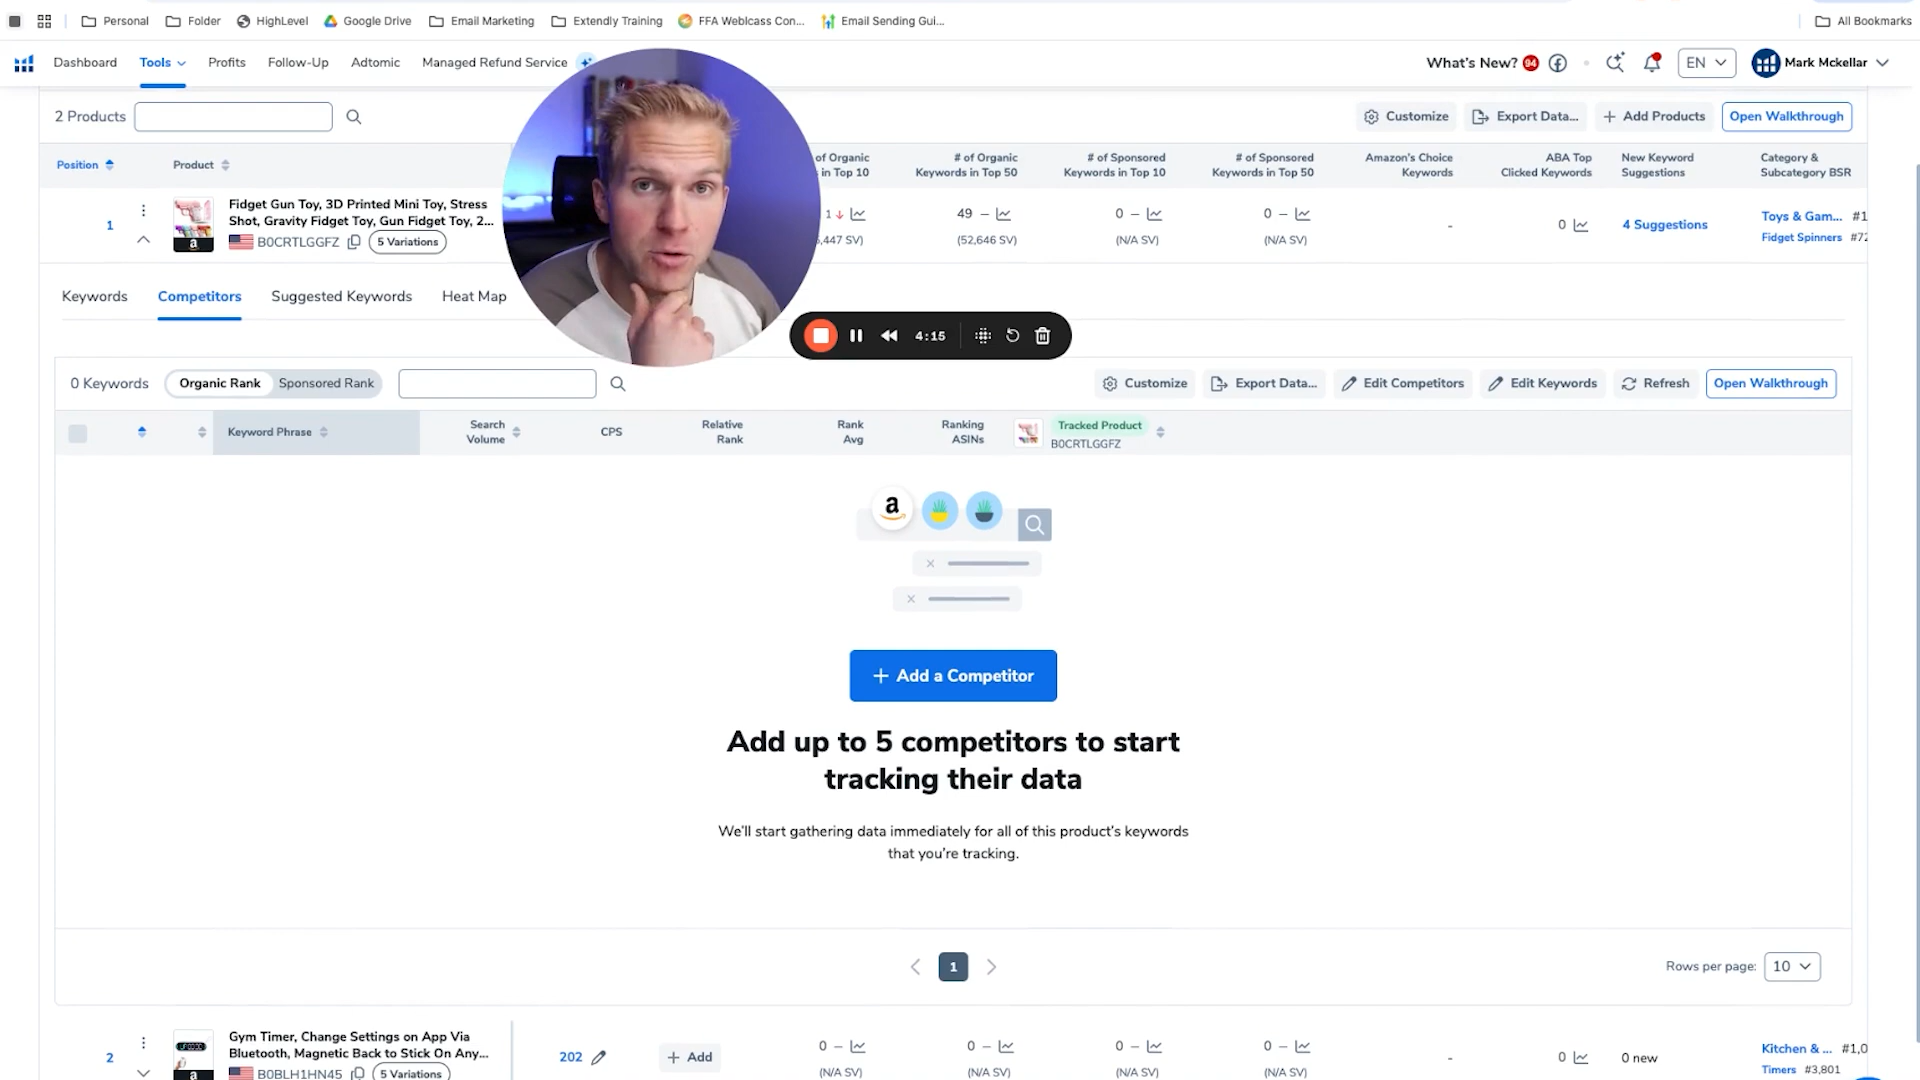 Personal Folder HighLevel Google Drive Email Marketing Extendly Training FFA Weblcass Con... Email Sending Gui... All Bookmarks
Dashboard Tools Profits Follow-Up Adtomic Managed Refund Service What's New? 94 EN Mark Mckellar
2 Products Customize Export Data... + Add Products Open Walkthrough
Position Product of Organic in Top 10 # of Organic Keywords in Top 50 # of Sponsored Keywords in Top 10 # of Sponsored Keywords in Top 50 Amazon's Choice Keywords ABA Top Clicked Keywords New Keyword Suggestions Category & Subcategory BSR
Fidget Gun Toy, 3D Printed Mini Toy, Stress
Shot, Gravity Fidget Toy, Gun Fidget Toy, 2...
1 B0CRTLGGFZ 5 Variations
1 49 – 0 – 0 – - 0 4 Suggestions Toys & Gam... #1
,447 SV) (52,646 SV) (N/A SV) (N/A SV) Fidget Spinners #72
Keywords Competitors Suggested Keywords Heat Map
4:15
0 Keywords Organic Rank Sponsored Rank Customize Export Data... Edit Competitors Edit Keywords Refresh Open Walkthrough
Keyword Phrase Search Volume CPS Relative Rank Rank Avg Ranking ASINs Tracked Product B0CRTLGGFZ
+ Add a Competitor
Add up to 5 competitors to start
tracking their data
We'll start gathering data immediately for all of this product's keywords
that you're tracking.
1 Rows per page: 10
Gym Timer, Change Settings on App Via
Bluetooth, Magnetic Back to Stick On Any...
2 B0BLH1HN45 5 Variations
202 + Add 0 – 0 – 0 – 0 – - 0 0 new Kitchen & ... #1,0
(N/A SV) (N/A SV) (N/A SV) (N/A SV) Timers #3,801